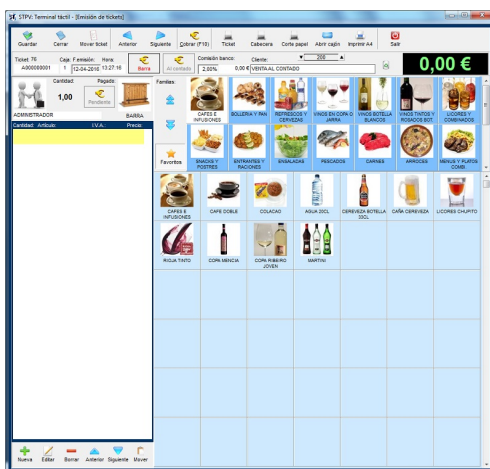 STPV: Terminal táctil - [Emisión de tickets]
Guardar Cerrar Mover ticket Anterior Siguiente Cobrar (F10) Ticket Cabecera Corte papel Abrir cajón Imprimir A4 Salir
Ticket: 76 Caja: F.emisión: Hora: Comisión banco: Cliente: 200
A0000000001 1 12-04-2016 13:27:16 Barra Al contado 2,00% 0,00 € VENTA AL CONTADO
0,00 €
Cantidad: Pagado: Familias:
1,00 Pendiente
ADMINISTRADOR BARRA
Cantidad: Artículo: I.V.A.: Precio:
CAFES E INFUSIONES
BOLLERIA Y PAN
REFRESCOS Y CERVEZAS
VINOS EN COPA O JARRA
VINOS BOTELLA BLANCOS
VINOS TINTOS Y ROSADOS BOT.
LICORES Y COMBINADOS
Favoritos
SNACKS Y POSTRES
ENTRANTES Y RACIONES
ENSALADAS
PESCADOS
CARNES
ARROCES
MENUS Y PLATOS COMBI.
CAFES E INFUSIONES
CAFE DOBLE
COLACAO
AGUA 20CL
CEREVEZA BOTELLA 33CL
CAÑA CEREVEZA
LICORES CHUPITO
RIOJA TINTO
COPA MENCIA
COPA RIBEIRO JOVEN
MARTINI
Nueva Editar Borrar Anterior Siguiente Mover